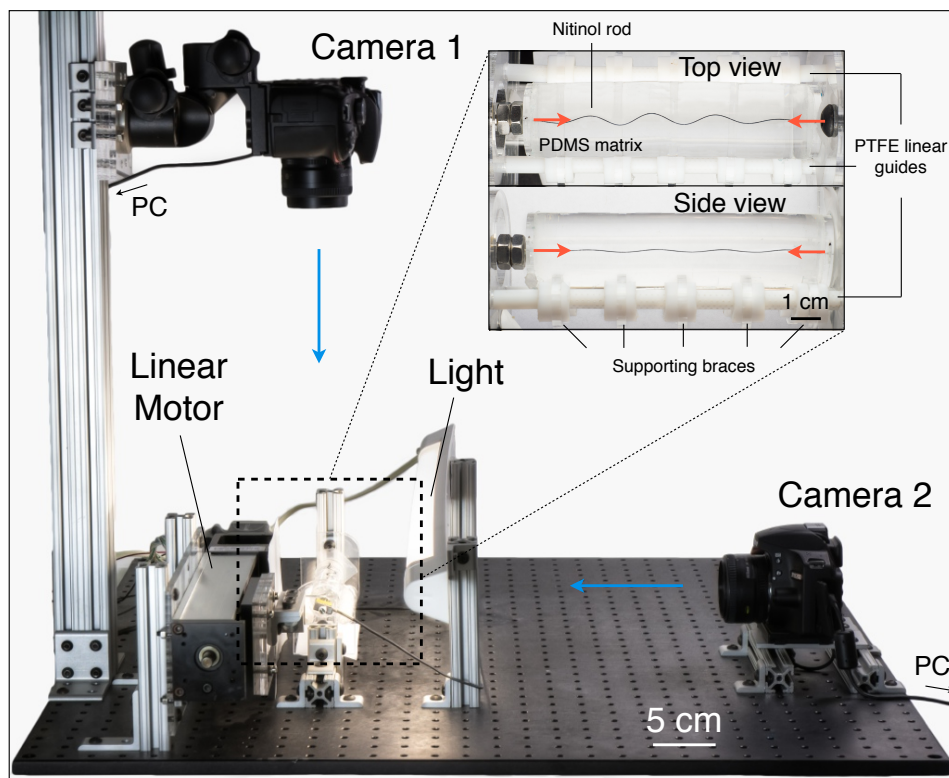 Camera 1
Nitinol rod
Top view
PDMS matrix
PTFE linear
guides
PC
Side view
1 cm
Supporting braces
Linear
Motor
Light
Camera 2
PC
5 cm